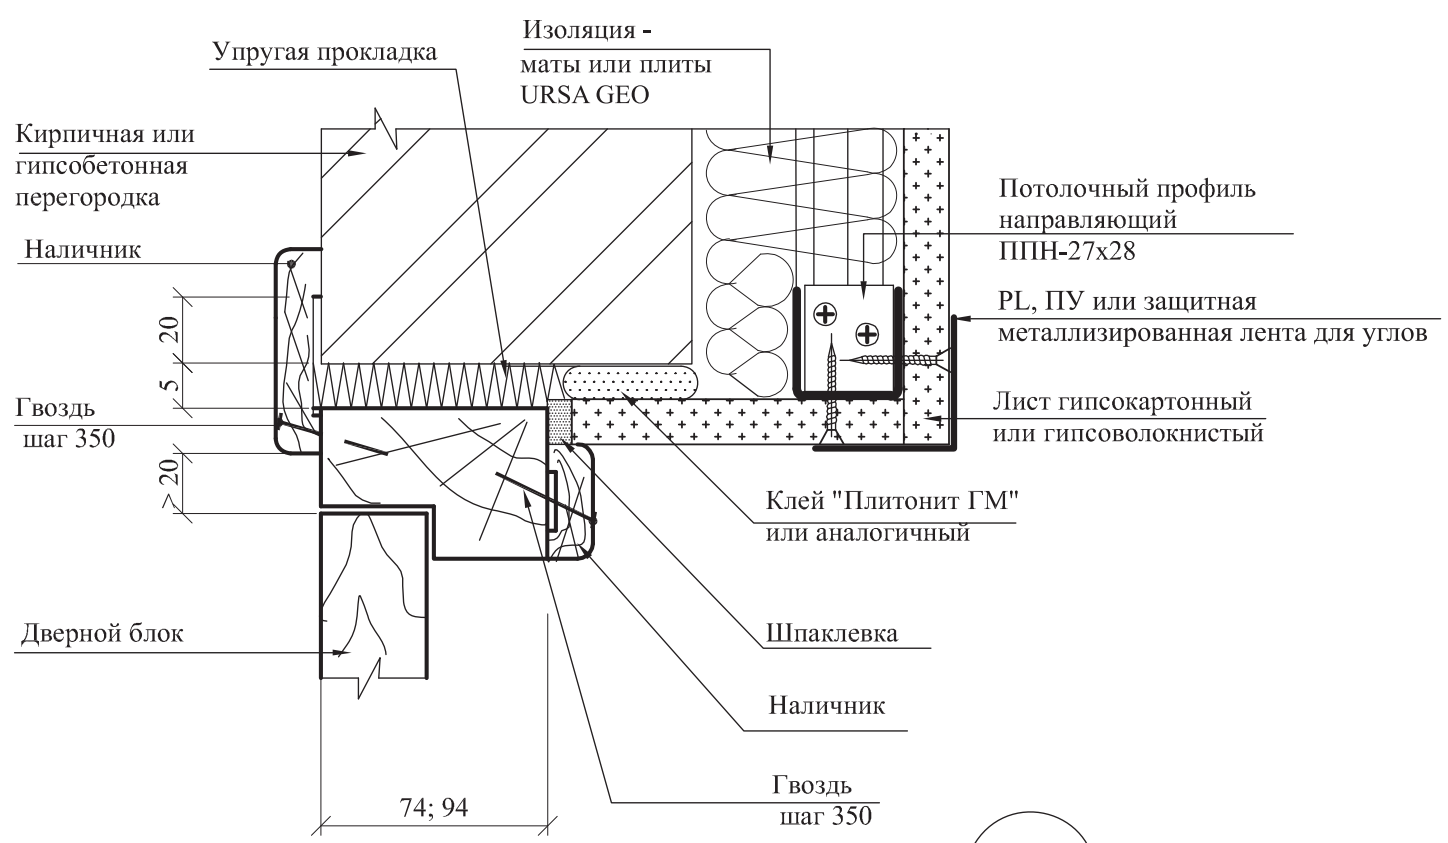 Изоляция -
маты или плиты
URSA GEO
Упругая прокладка
Кирпичная или
гипсобетонная
перегородка
Наличник
20
5
Гвоздь
шаг 350
> 20
Дверной блок
74; 94
Потолочный профиль
направляющий
ППН-27х28
PL, ПУ или защитная
металлизированная лента для углов
Лист гипсокартонный
или гипсоволокнистый
Клей "Плитонит ГМ"
или аналогичный
Шпаклевка
Наличник
Гвоздь
шаг 350